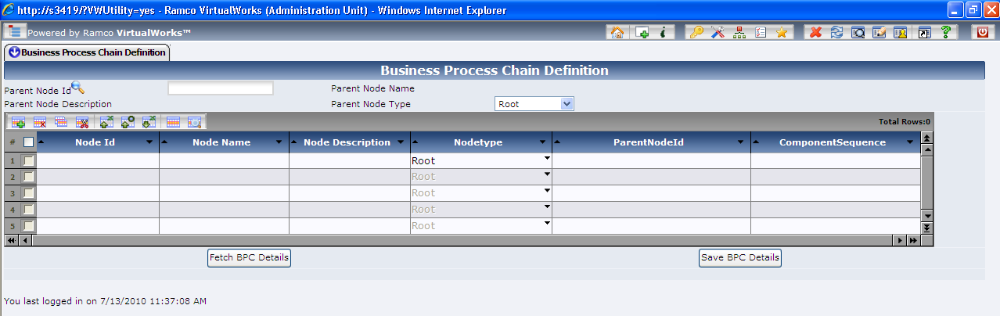 http://s3419/?VWUtility=yes - Ramco VirtualWorks (Administration Unit) - Windows Internet Explorer
Powered by Ramco VirtualWorks™
Business Process Chain Definition
Business Process Chain Definition
Parent Node Id Parent Node Name
Parent Node Description Parent Node Type Root
Total Rows:0
# Node Id Node Name Node Description Nodetype ParentNodeId ComponentSequence
1 Root
2 Root
3 Root
4 Root
5 Root
Fetch BPC Details Save BPC Details
You last logged in on 7/13/2010 11:37:08 AM